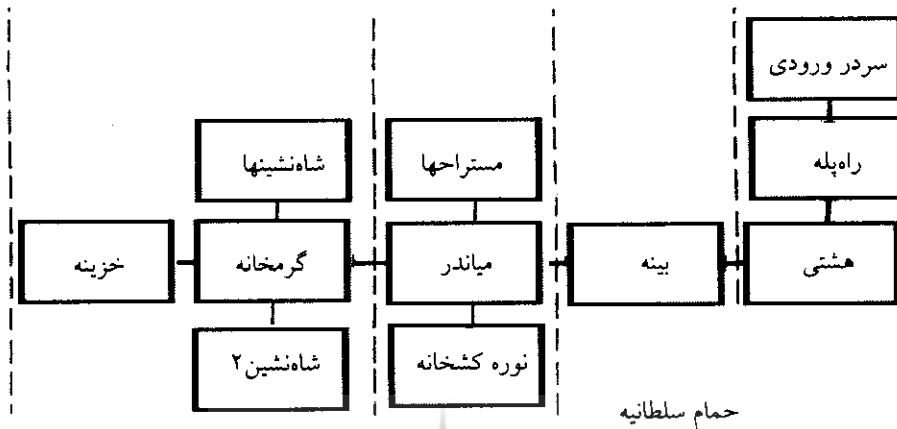 سردر ورودی
راه‌پله
هشتی
بینه
مستراحها
میاندر
نوره کشخانه
شاه‌نشینها
گرمخانه
شاه‌نشین۲
خزینه
حمام سلطانیه